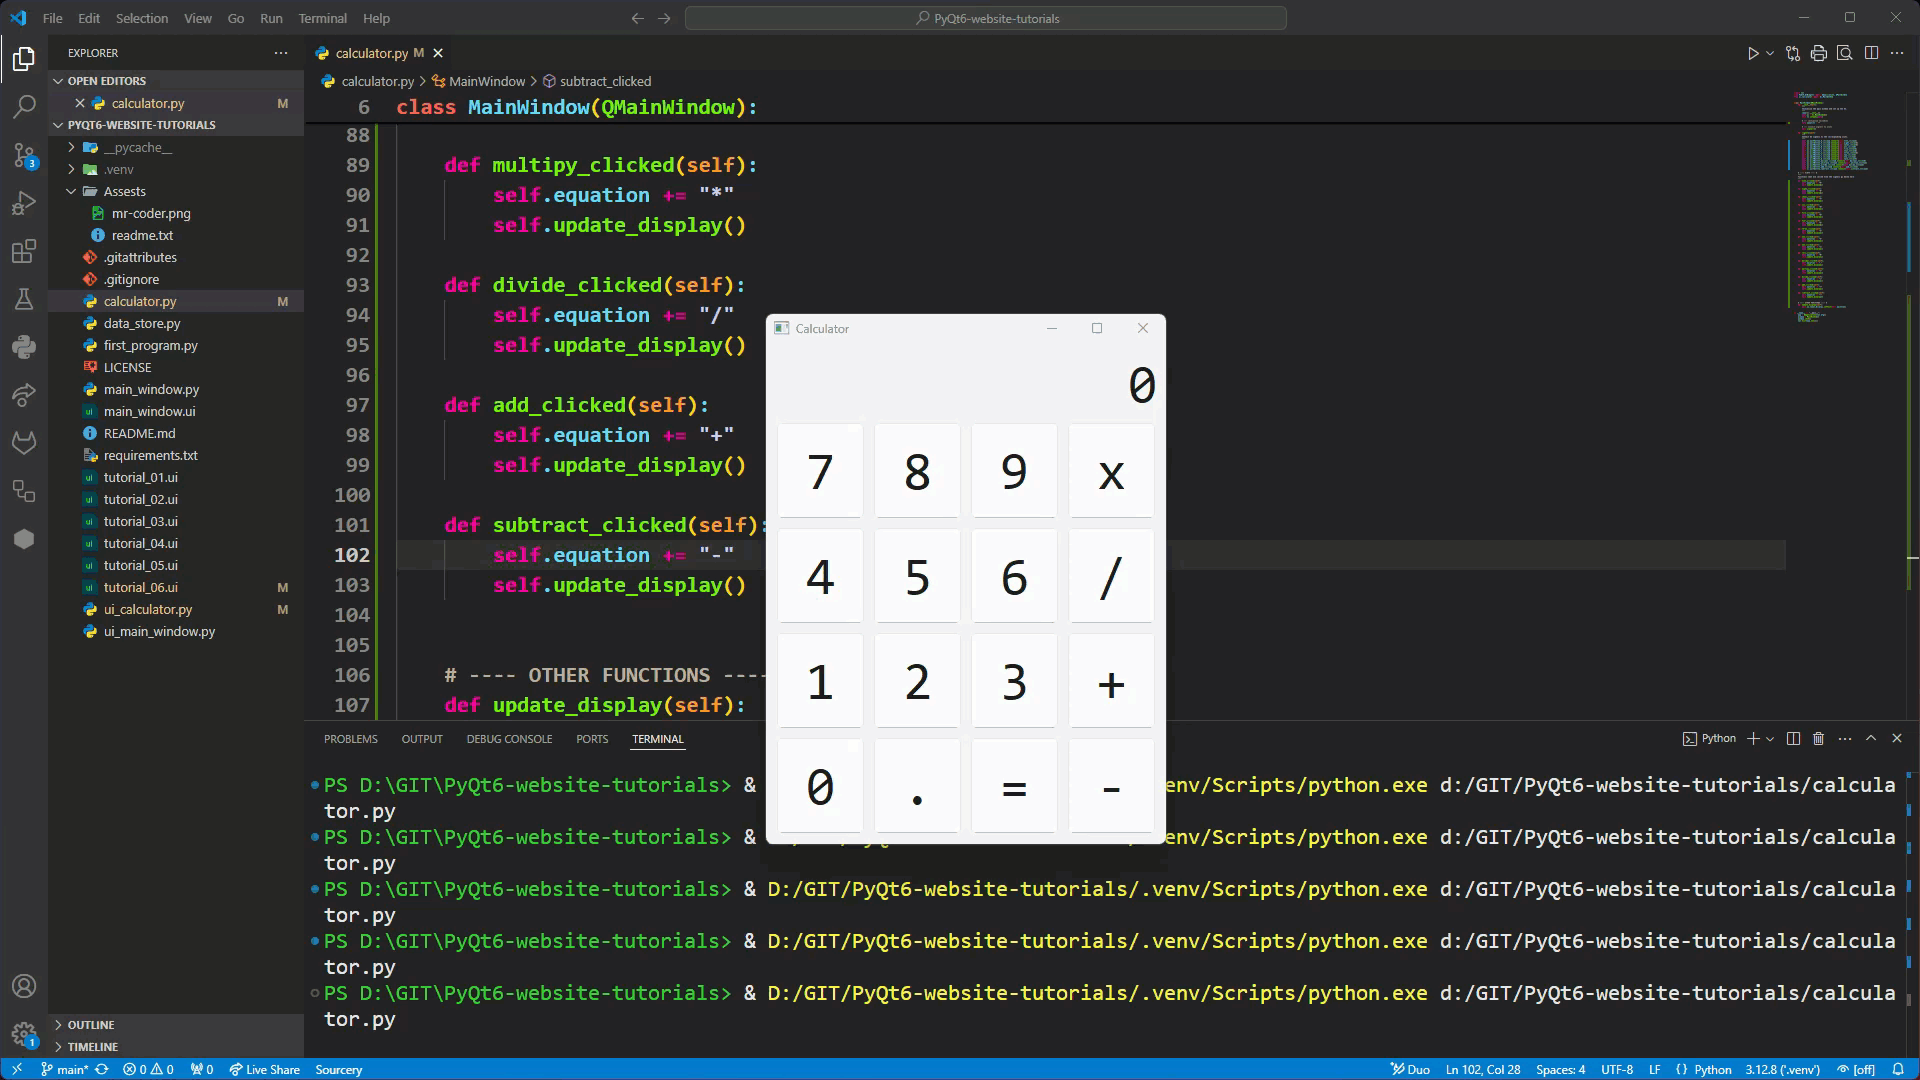 File Edit Selection View Go Run Terminal Help
PyQt6-website-tutorials
EXPLORER
OPEN EDITORS
calculator.py M
PYQT6-WEBSITE-TUTORIALS
__pycache__
.venv
Assests
mr-coder.png
readme.txt
.gitattributes
.gitignore
calculator.py M
data_store.py
first_program.py
LICENSE
main_window.py
main_window.ui
README.md
requirements.txt
tutorial_01.ui
tutorial_02.ui
tutorial_03.ui
tutorial_04.ui
tutorial_05.ui
tutorial_06.ui M
ui_calculator.py M
ui_main_window.py
OUTLINE
TIMELINE
3
1
calculator.py M
calculator.py > MainWindow > subtract_clicked
6 class MainWindow(QMainWindow):
88
89 def multipy_clicked(self):
90 self.equation += "*"
91 self.update_display()
92
93 def divide_clicked(self):
94 self.equation += "/"
95 self.update_display()
96
97 def add_clicked(self):
98 self.equation += "+"
99 self.update_display()
100
101 def subtract_clicked(self):
102 self.equation += "-"
103 self.update_display()
104
105
106 # ---- OTHER FUNCTIONS ----
107 def update_display(self):
Calculator
0
7 8 9 x
4 5 6 /
1 2 3 +
0 . = -
PROBLEMS OUTPUT DEBUG CONSOLE PORTS TERMINAL
Python
PS D:\GIT\PyQt6-website-tutorials> & env/Scripts/python.exe d:/GIT/PyQt6-website-tutorials/calcula
tor.py
PS D:\GIT\PyQt6-website-tutorials> & env/Scripts/python.exe d:/GIT/PyQt6-website-tutorials/calcula
tor.py
PS D:\GIT\PyQt6-website-tutorials> & D:/GIT/PyQt6-website-tutorials/.venv/Scripts/python.exe d:/GIT/PyQt6-website-tutorials/calcula
tor.py
PS D:\GIT\PyQt6-website-tutorials> & D:/GIT/PyQt6-website-tutorials/.venv/Scripts/python.exe d:/GIT/PyQt6-website-tutorials/calcula
tor.py
PS D:\GIT\PyQt6-website-tutorials> & D:/GIT/PyQt6-website-tutorials/.venv/Scripts/python.exe d:/GIT/PyQt6-website-tutorials/calcula
tor.py
main* 0 0 0 Live Share Sourcery Duo Ln 102, Col 28 Spaces: 4 UTF-8 LF {} Python 3.12.8 ('.venv') [off]